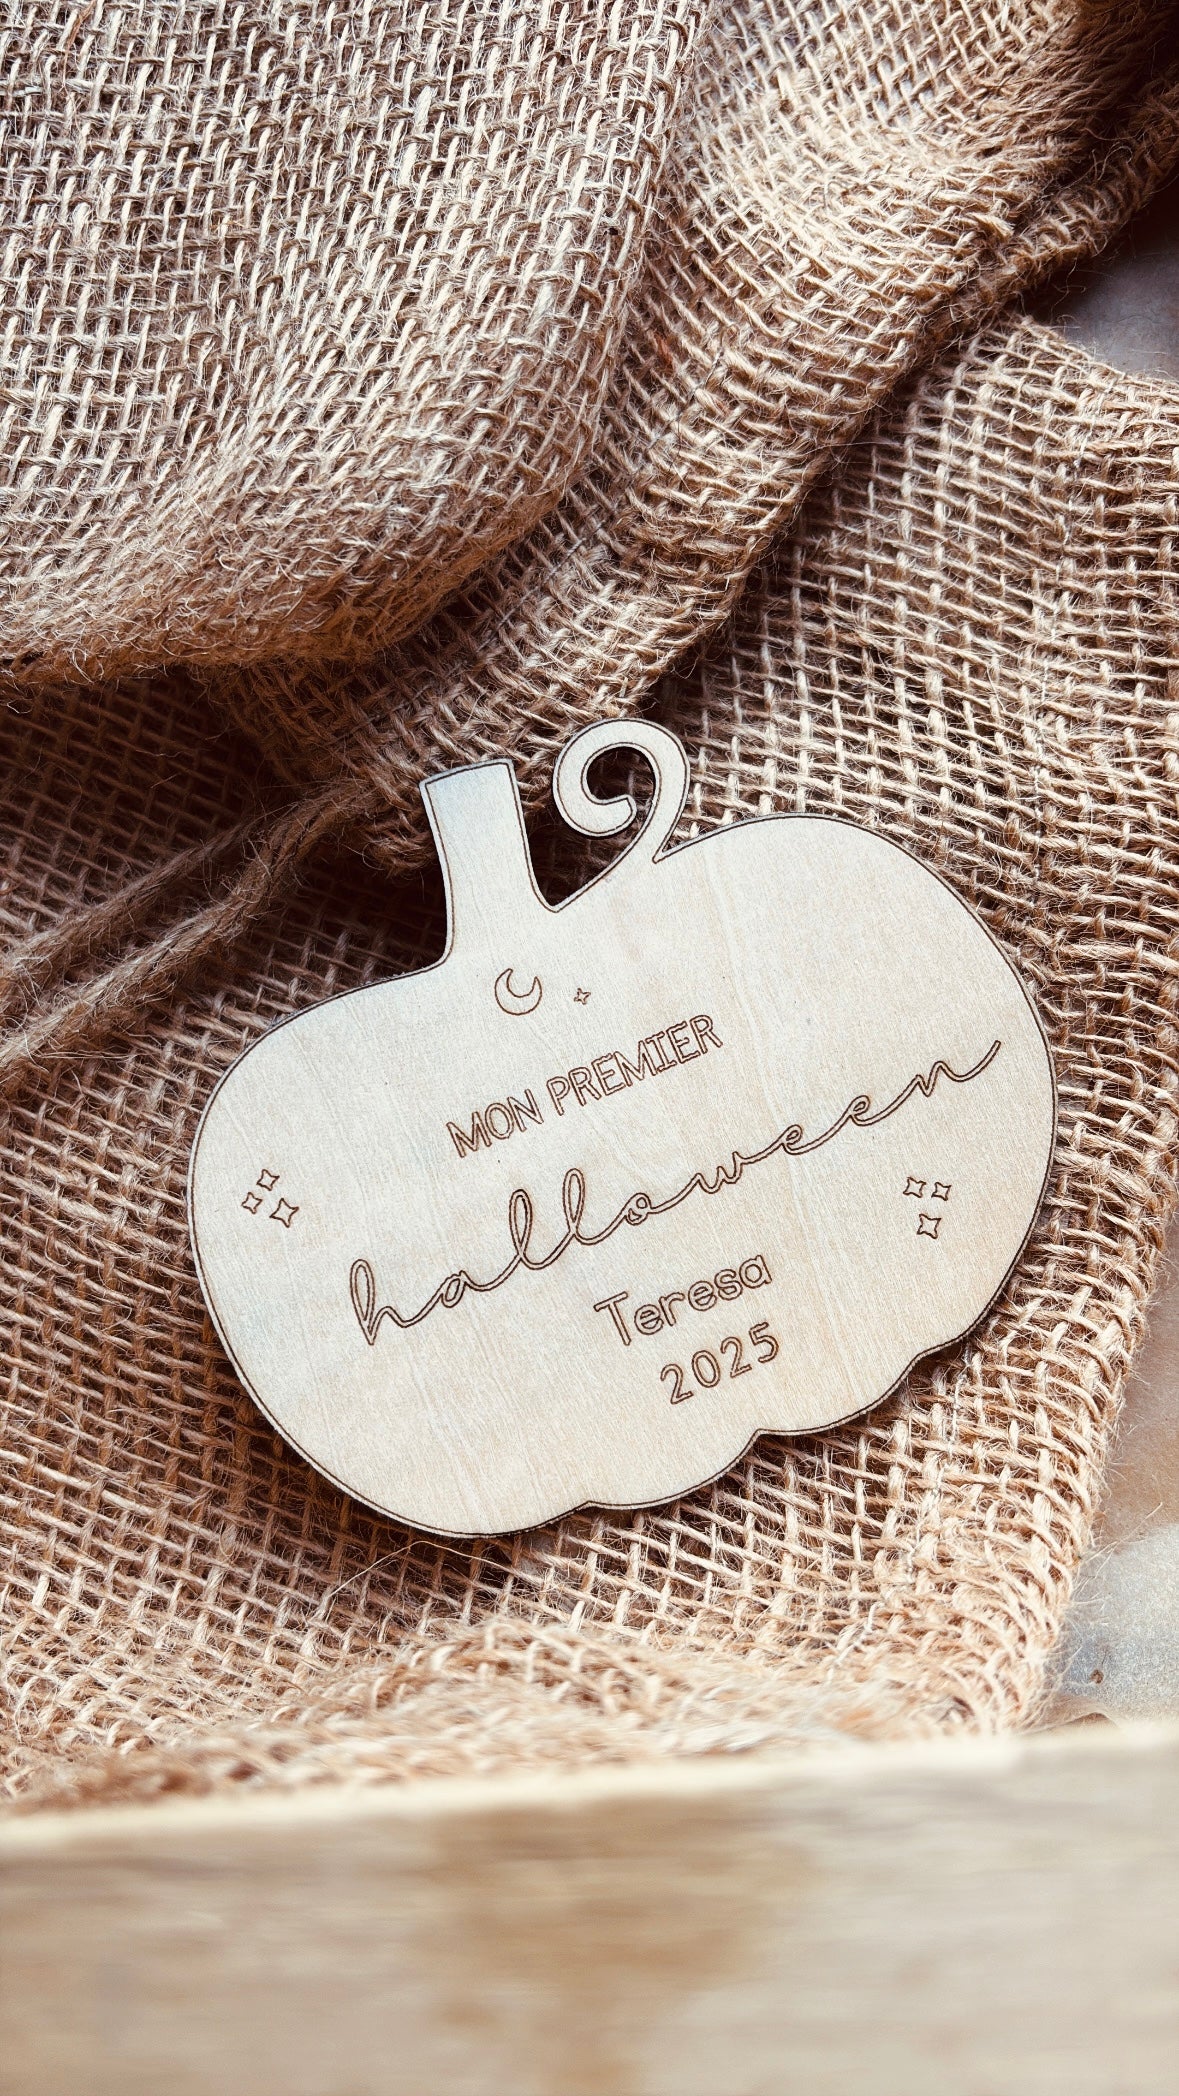 MON PREMIER
halloween
Teresa
2025